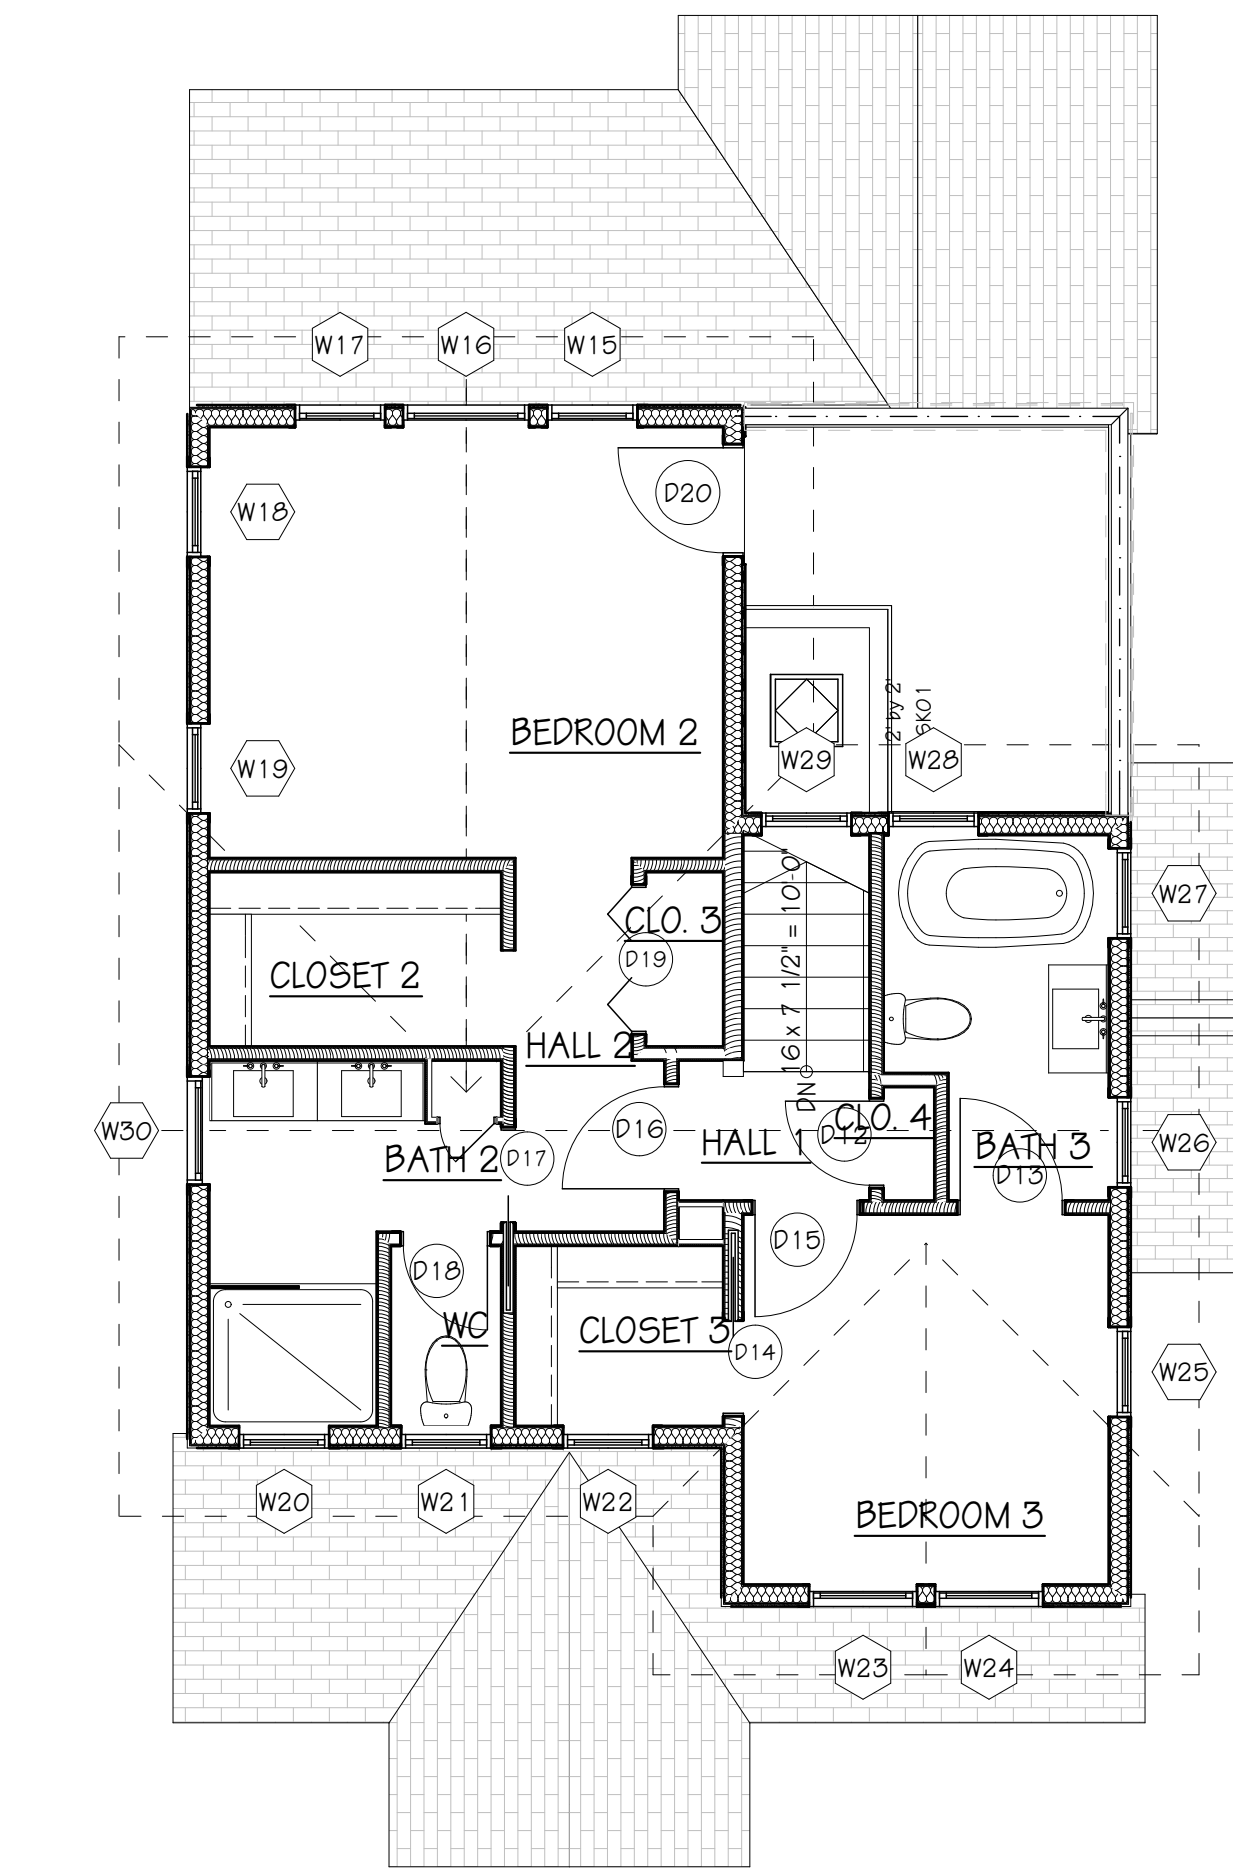 W17
W16
W15
W18
D20
2' by 2'
SK01
BEDROOM 2
W19
W29
W28
16 x 7 1/2" = 10'-0"
DN
W27
CLO. 3
D19
CLOSET 2
HALL 2
W30
D16
HALL 1
D12
CLO. 4
BATH 3
D13
W26
BATH 2
D17
D15
D18
WC
CLOSET 3
D14
W25
W20
W21
W22
BEDROOM 3
W23
W24